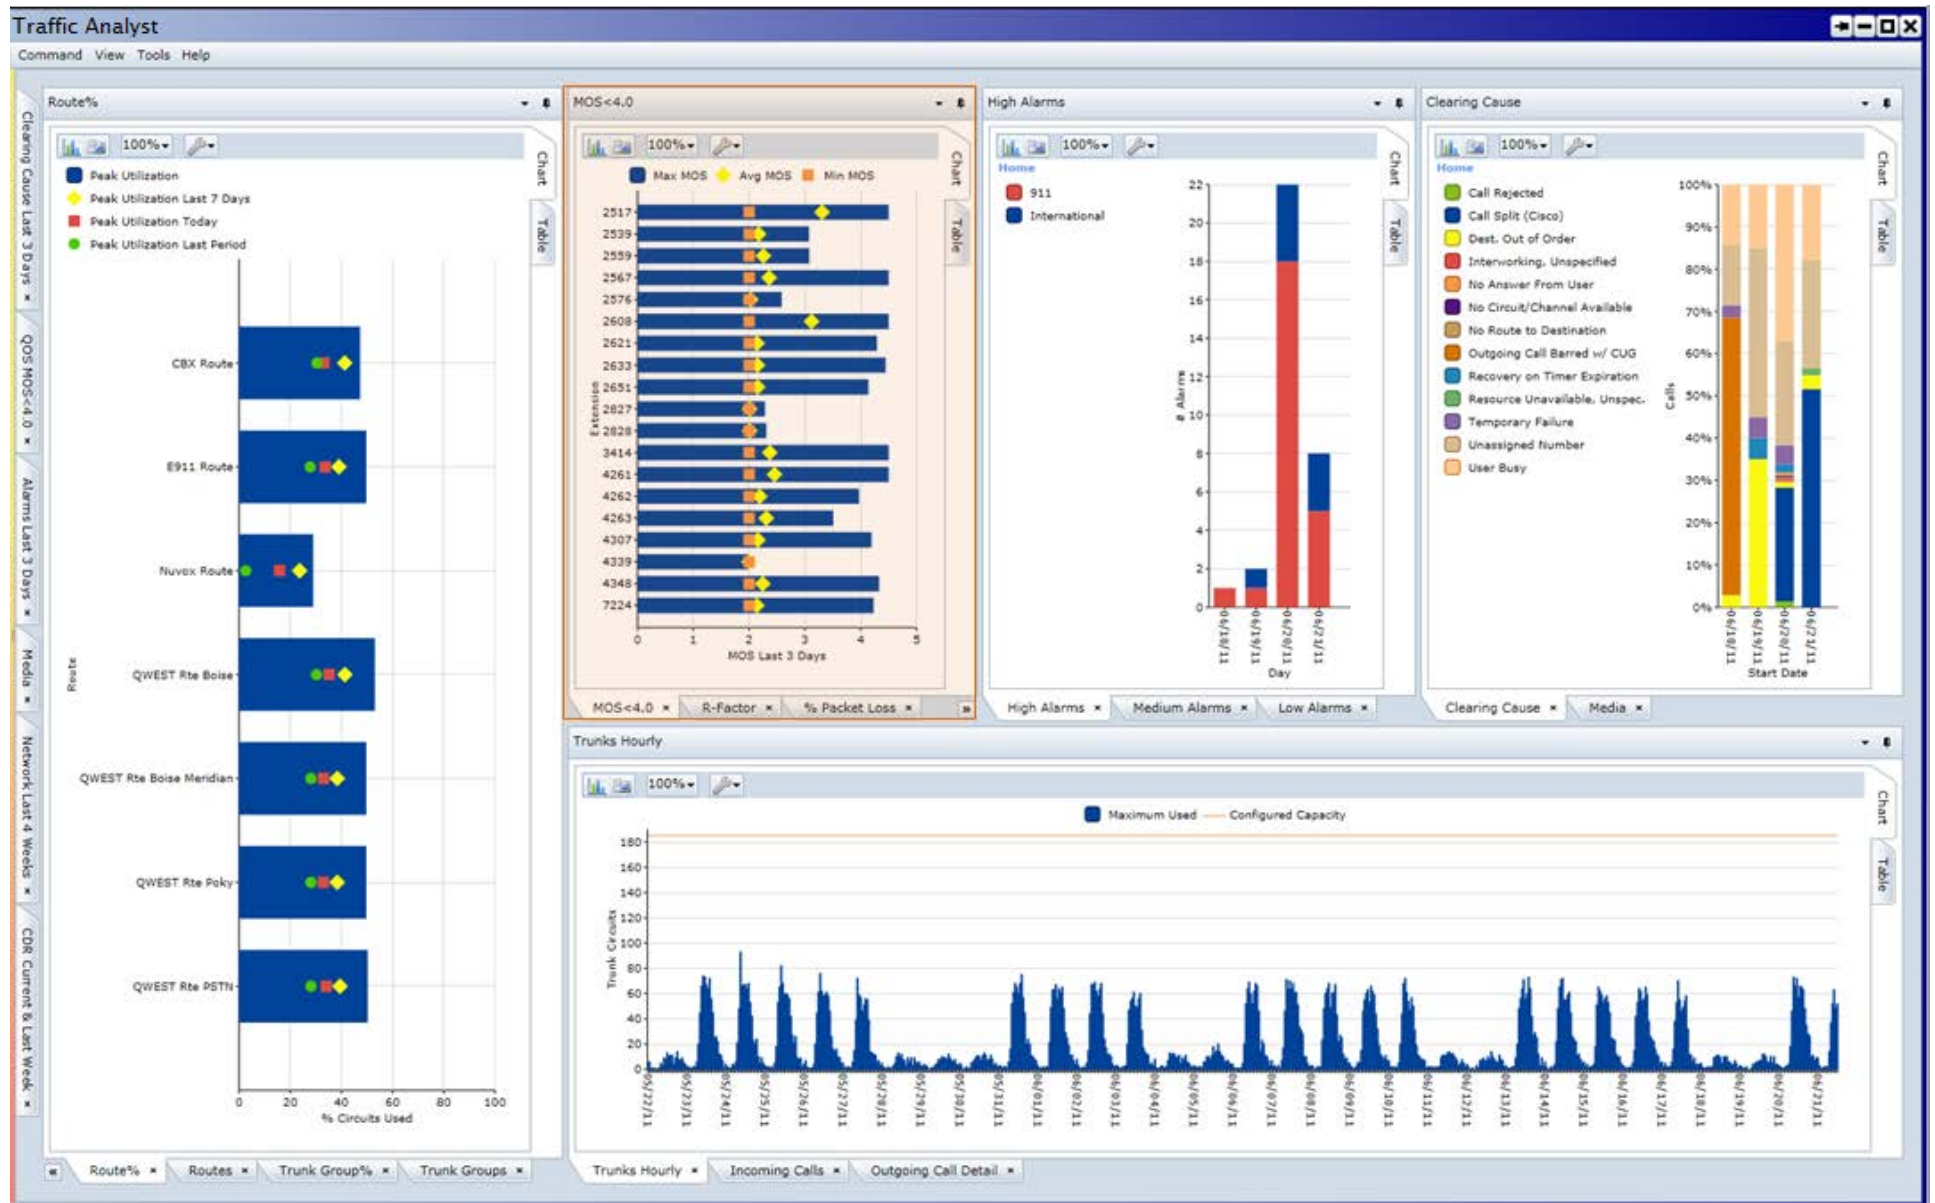 Traffic Analyst
Command View Tools Help
Clearing Cause Last 3 Days ×
QOS MOS<4.0 ×
Alarms Last 3 Days ×
Media ×
Network Last 4 Weeks ×
CDR Current & Last Week ×
Route%
100%
Chart
Table
Peak Utilization
Peak Utilization Last 7 Days
Peak Utilization Today
Peak Utilization Last Period
Route
CBX Route
E911 Route
Nuvox Route
QWEST Rte Boise
QWEST Rte Boise Meridian
QWEST Rte Poky
QWEST Rte PSTN
0 20 40 60 80 100
% Circuits Used
Route% × Routes × Trunk Group% × Trunk Groups ×
MOS<4.0
100%
Chart
Table
Max MOS Avg MOS Min MOS
Extension
2517
2539
2559
2567
2576
2608
2621
2633
2651
2827
2828
3414
4261
4262
4263
4307
4339
4348
7224
0 1 2 3 4 5
MOS Last 3 Days
MOS<4.0 × R-Factor × % Packet Loss ×
High Alarms
100%
Chart
Table
Home
911
International
# Alarms
22
20
18
16
14
12
10
8
6
4
2
0
06/18/11 06/19/11 06/20/11 06/21/11
Day
High Alarms × Medium Alarms × Low Alarms ×
Clearing Cause
100%
Chart
Table
Home
Call Rejected
Call Split (Cisco)
Dest. Out of Order
Interworking, Unspecified
No Answer From User
No Circuit/Channel Available
No Route to Destination
Outgoing Call Barred w/ CUG
Recovery on Timer Expiration
Resource Unavailable, Unspec.
Temporary Failure
Unassigned Number
User Busy
Calls
100%
90%
80%
70%
60%
50%
40%
30%
20%
10%
0%
06/18/11 06/19/11 06/20/11 06/21/11
Start Date
Clearing Cause × Media ×
Trunks Hourly
100%
Chart
Table
Maximum Used Configured Capacity
Trunk Circuits
180
160
140
120
100
80
60
40
20
0
05/22/11 05/23/11 05/24/11 05/25/11 05/26/11 05/27/11 05/28/11 05/29/11 05/30/11 05/31/11 06/01/11 06/02/11 06/03/11 06/04/11 06/05/11 06/06/11 06/07/11 06/08/11 06/09/11 06/10/11 06/11/11 06/12/11 06/13/11 06/14/11 06/15/11 06/16/11 06/17/11 06/18/11 06/19/11 06/20/11 06/21/11
Trunks Hourly × Incoming Calls × Outgoing Call Detail ×